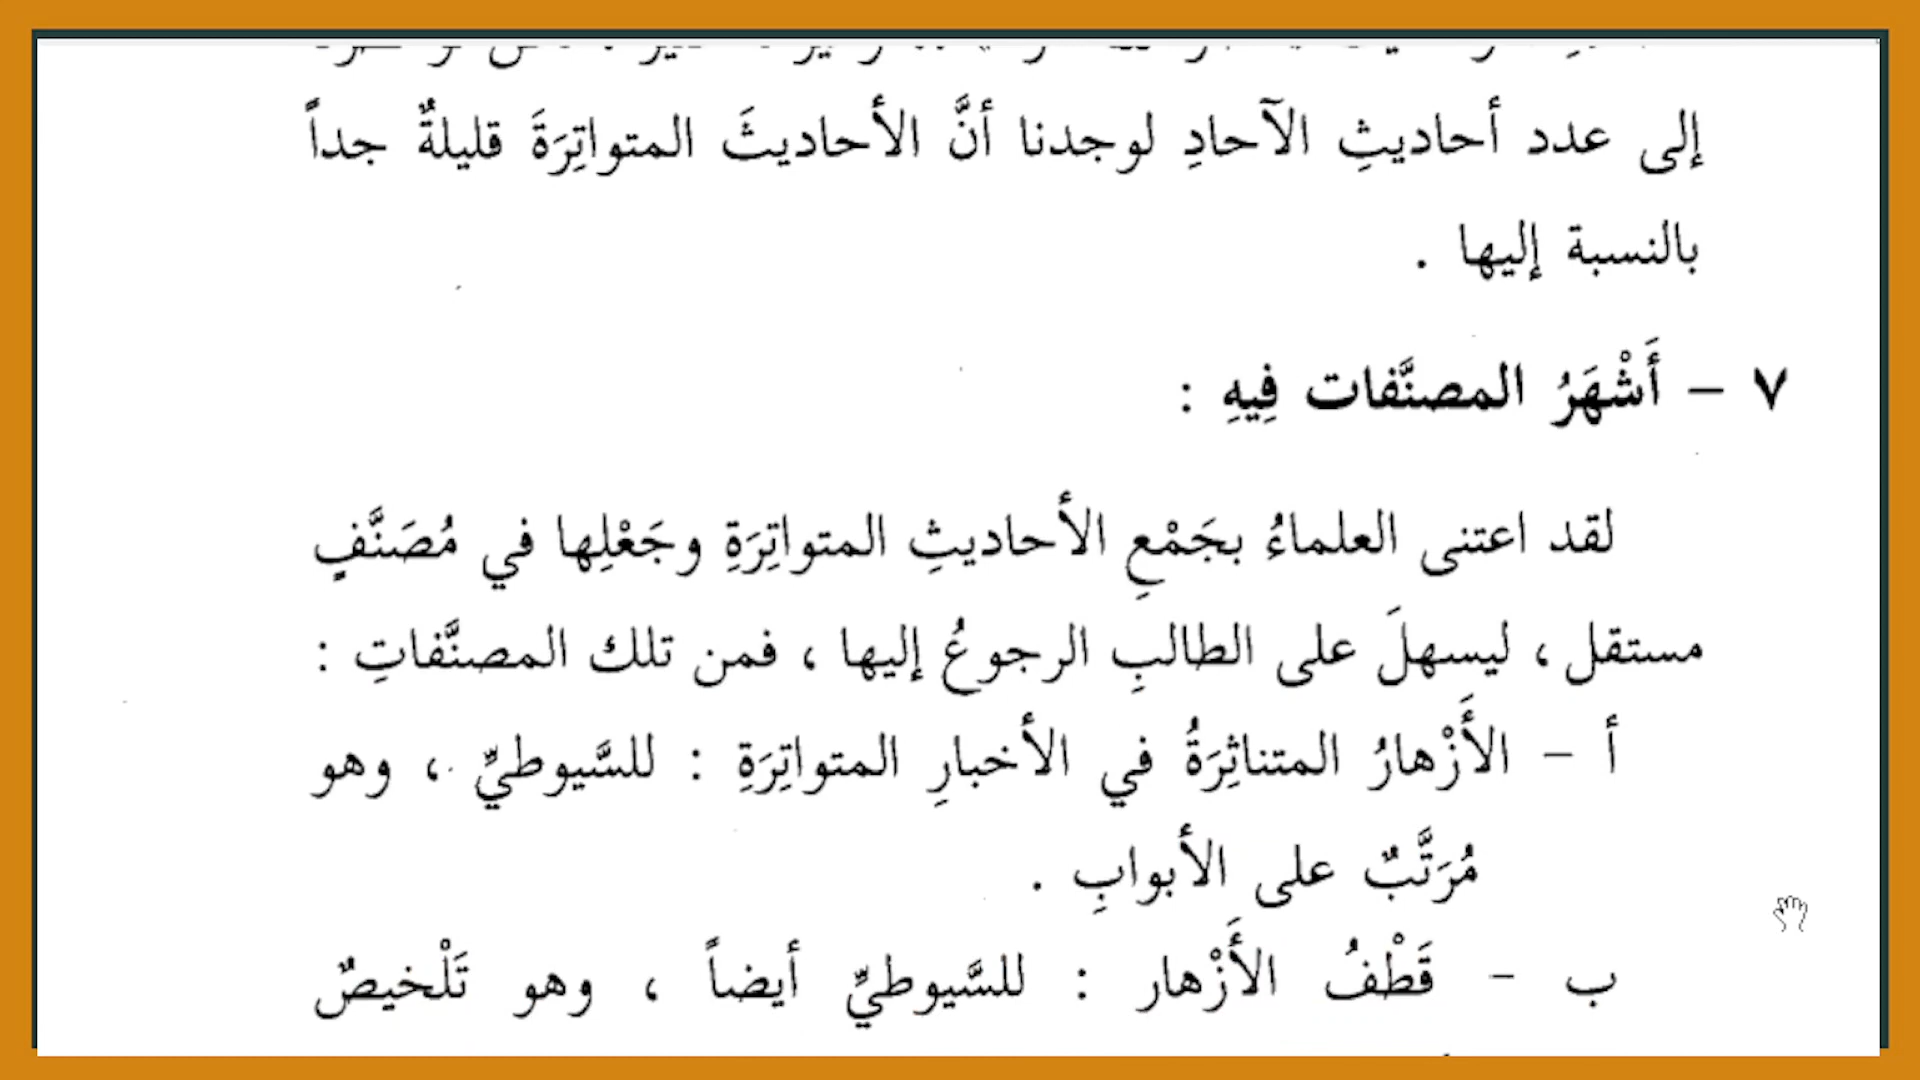 إلى عدد أحاديثِ الآحادِ لوجدنا أنَّ الأحاديثَ المتواتِرَةَ قليلةٌ جداً
بالنسبة إليها .
٧ – أَشْهَرُ المصنَّفات فِيهِ :
لقد اعتنى العلماءُ بجَمْعِ الأحاديثِ المتواتِرَةِ وجَعْلِها في مُصَنَّفٍ
مستقل ، ليسهلَ على الطالبِ الرجوعُ إليها ، فمن تلك المصنَّفاتِ :
أ – الأَزْهارُ المتناثِرَةُ في الأخبارِ المتواتِرَةِ : للسَّيوطيِّ ، وهو
مُرَتَّبٌ على الأبوابِ .
ب – قَطْفُ الأَزْهار : للسَّيوطيِّ أيضاً ، وهو تَلْخيصٌ